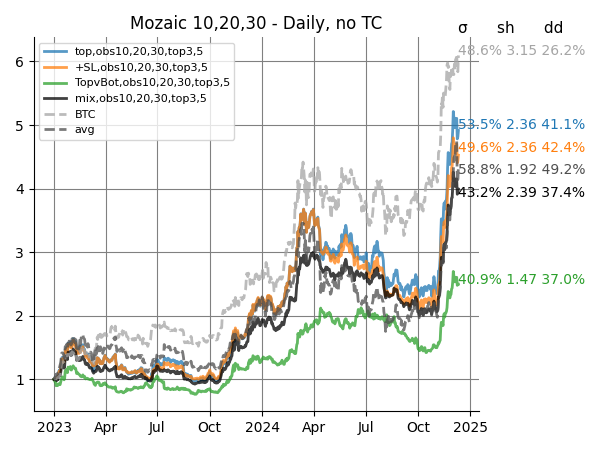 Mozaic 10,20,30 - Daily, no TC
σ sh dd
top,obs10,20,30,top3,5
+SL,obs10,20,30,top3,5
TopvBot,obs10,20,30,top3,5
mix,obs10,20,30,top3,5
BTC
avg
48.6% 3.15 26.2%
53.5% 2.36 41.1%
49.6% 2.36 42.4%
58.8% 1.92 49.2%
43.2% 2.39 37.4%
40.9% 1.47 37.0%
6
5
4
3
2
1
2023 Apr Jul Oct 2024 Apr Jul Oct 2025